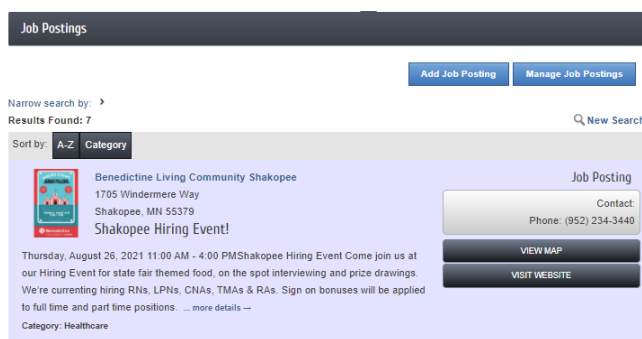 Job Postings
Add Job Posting
Manage Job Postings
Narrow search by:
Results Found: 7
New Search
Sort by:
A-Z
Category
Benedictine Living Community Shakopee
1705 Windermere Way
Shakopee, MN 55379
Shakopee Hiring Event!
Job Posting
Contact:
Phone: (952) 234-3440
VIEW MAP
VISIT WEBSITE
Thursday, August 26, 2021 11:00 AM - 4:00 PMShakopee Hiring Event Come join us at
our Hiring Event for state fair themed food, on the spot interviewing and prize drawings.
We're currenting hiring RNs, LPNs, CNAs, TMAs & RAs. Sign on bonuses will be applied
to full time and part time positions. ... more details →
Category: Healthcare